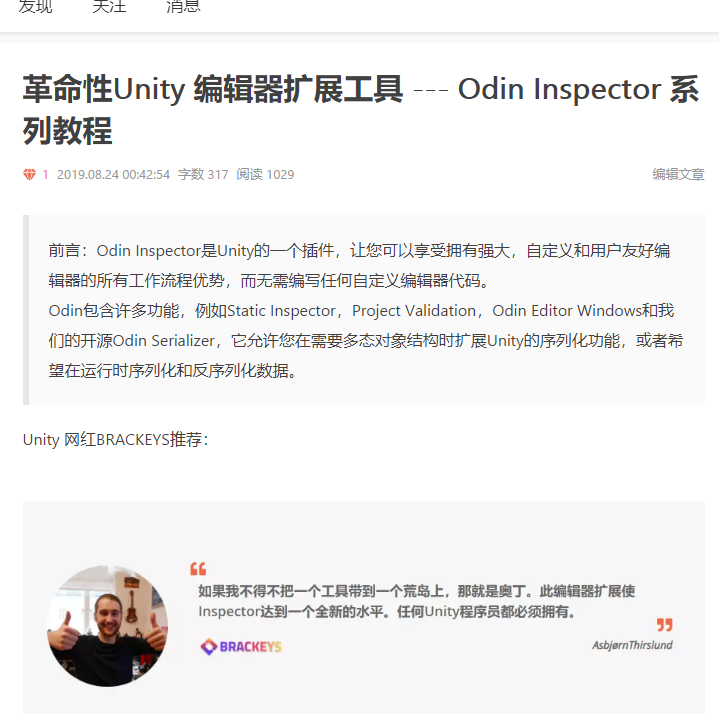 发现 关注 消息
革命性Unity 编辑器扩展工具 --- Odin Inspector 系
列教程
1 2019.08.24 00:42:54 字数 317 阅读 1029 编辑文章
前言：Odin Inspector是Unity的一个插件，让您可以享受拥有强大，自定义和用户友好编
辑器的所有工作流程优势，而无需编写任何自定义编辑器代码。
Odin包含许多功能，例如Static Inspector，Project Validation，Odin Editor Windows和我
们的开源Odin Serializer，它允许您在需要多态对象结构时扩展Unity的序列化功能，或者希
望在运行时序列化和反序列化数据。
Unity 网红BRACKEYS推荐：
“
如果我不得不把一个工具带到一个荒岛上，那就是奥丁。此编辑器扩展使
Inspector达到一个全新的水平。任何Unity程序员都必须拥有。
”
BRACKEYS AsbjørnThirslund